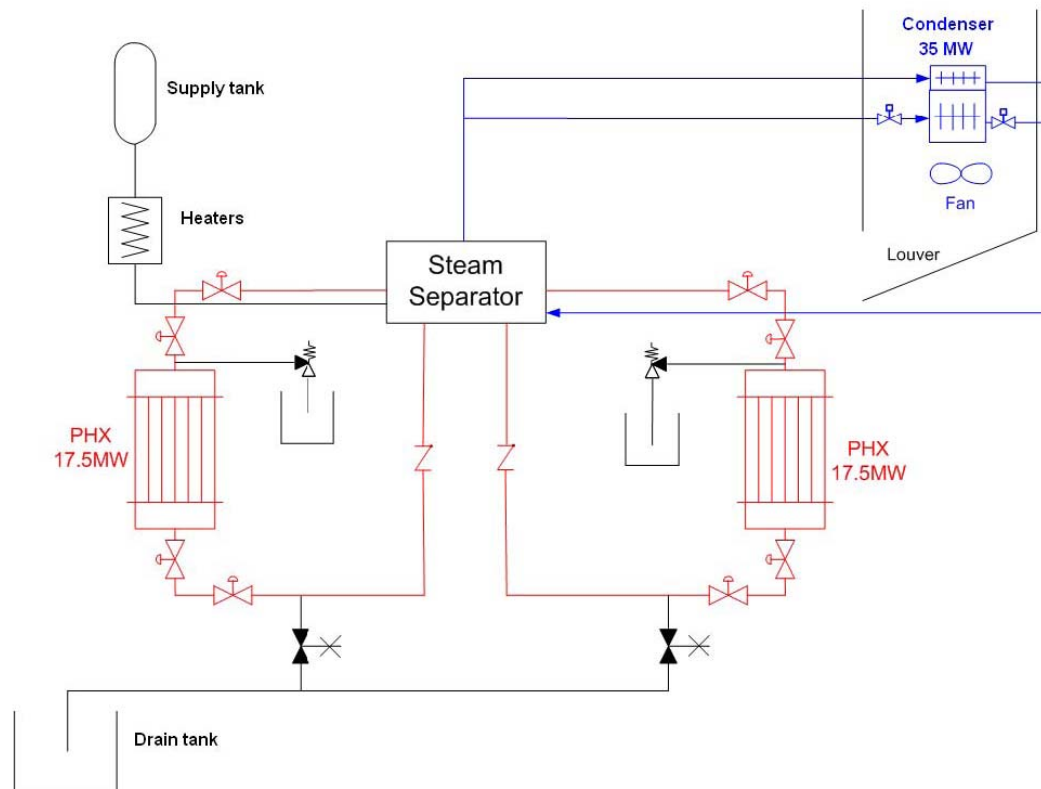 Condenser
35 MW
Supply tank
Heaters
Fan
Steam
Separator
Louver
PHX
17.5MW
PHX
17.5MW
Drain tank